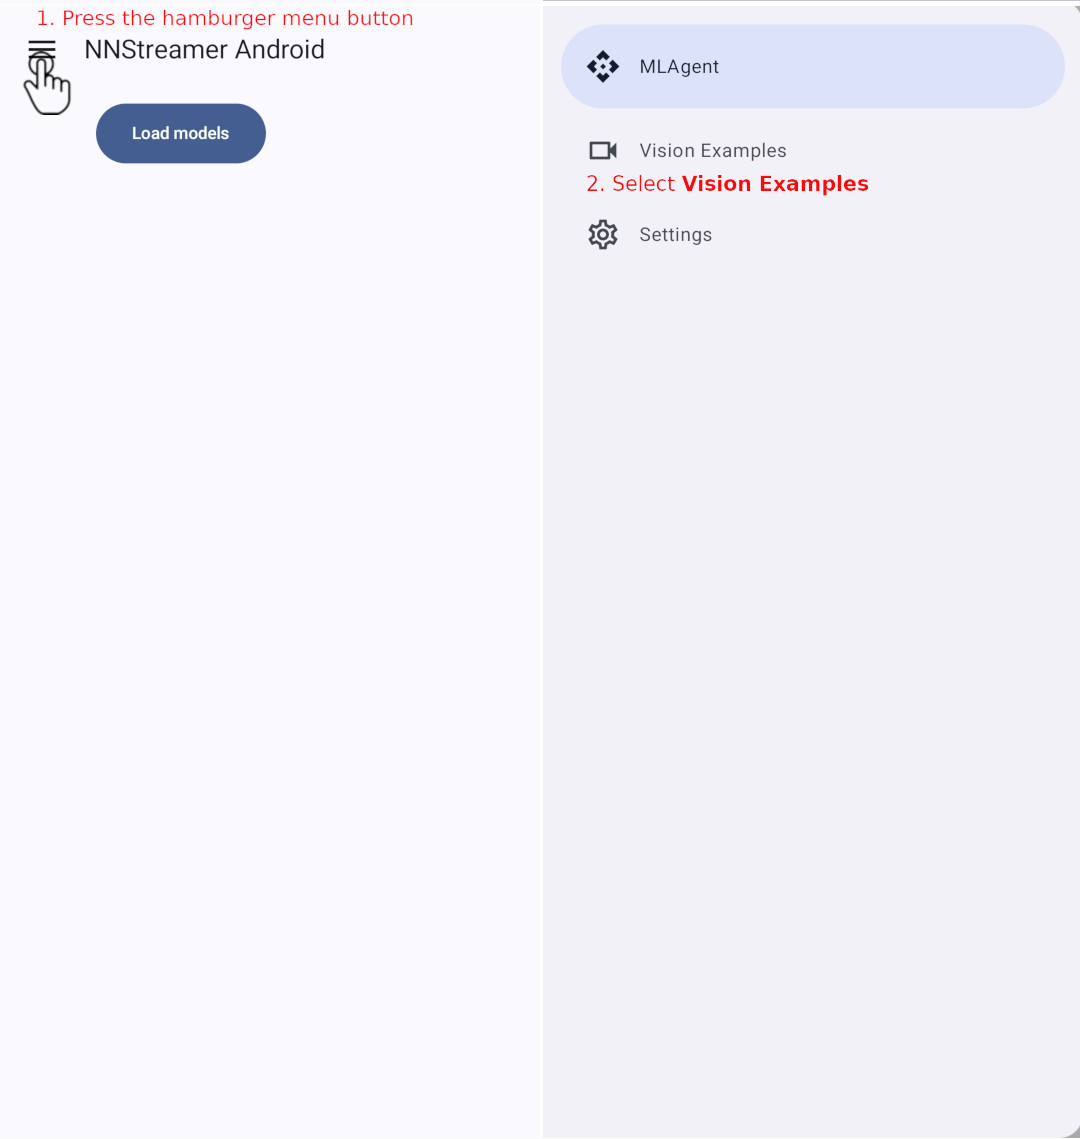 1. Press the hamburger menu button
NNStreamer Android
Load models
MLAgent
Vision Examples
2. Select Vision Examples
Settings